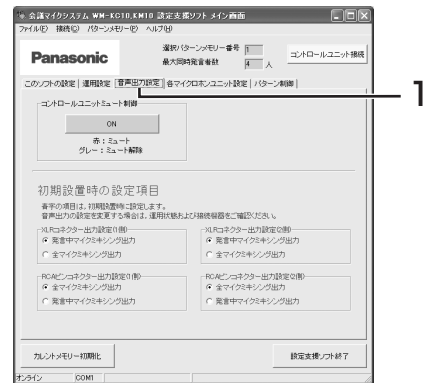 会議マイクシステム WM-KC10,KM10 設定支援ソフト メイン画面
ファイル(F) 接続(C) パターンメモリー(P) ヘルプ(H)
Panasonic
選択パターンメモリー番号 1
最大同時発言者数 4 人
コントロールユニット接続
このソフトの設定 運用設定 音声出力設定 各マイクロホンユニット設定 パターン制御
1
コントロールユニットミュート制御
ON
赤：ミュート
グレー：ミュート解除
初期設置時の設定項目
青字の項目は、初期設置時に設定します。
音声出力の設定を変更する場合は、運用状態および接続機器をご確認ください。
XLRコネクター出力設定(1側)
発言中マイクミキシング出力
全マイクミキシング出力
XLRコネクター出力設定(2側)
発言中マイクミキシング出力
全マイクミキシング出力
RCAピンコネクター出力設定(1側)
全マイクミキシング出力
発言中マイクミキシング出力
RCAピンコネクター出力設定(2側)
全マイクミキシング出力
発言中マイクミキシング出力
カレントメモリー初期化
設定支援ソフト終了
オンライン COM1